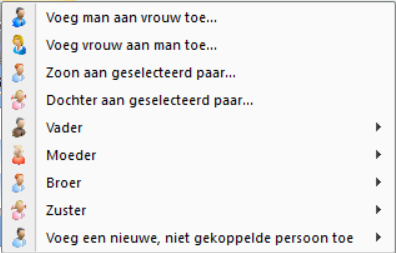 Voeg man aan vrouw toe...
Voeg vrouw aan man toe...
Zoon aan geselecteerd paar...
Dochter aan geselecteerd paar...
Vader
Moeder
Broer
Zuster
Voeg een nieuwe, niet gekoppelde persoon toe